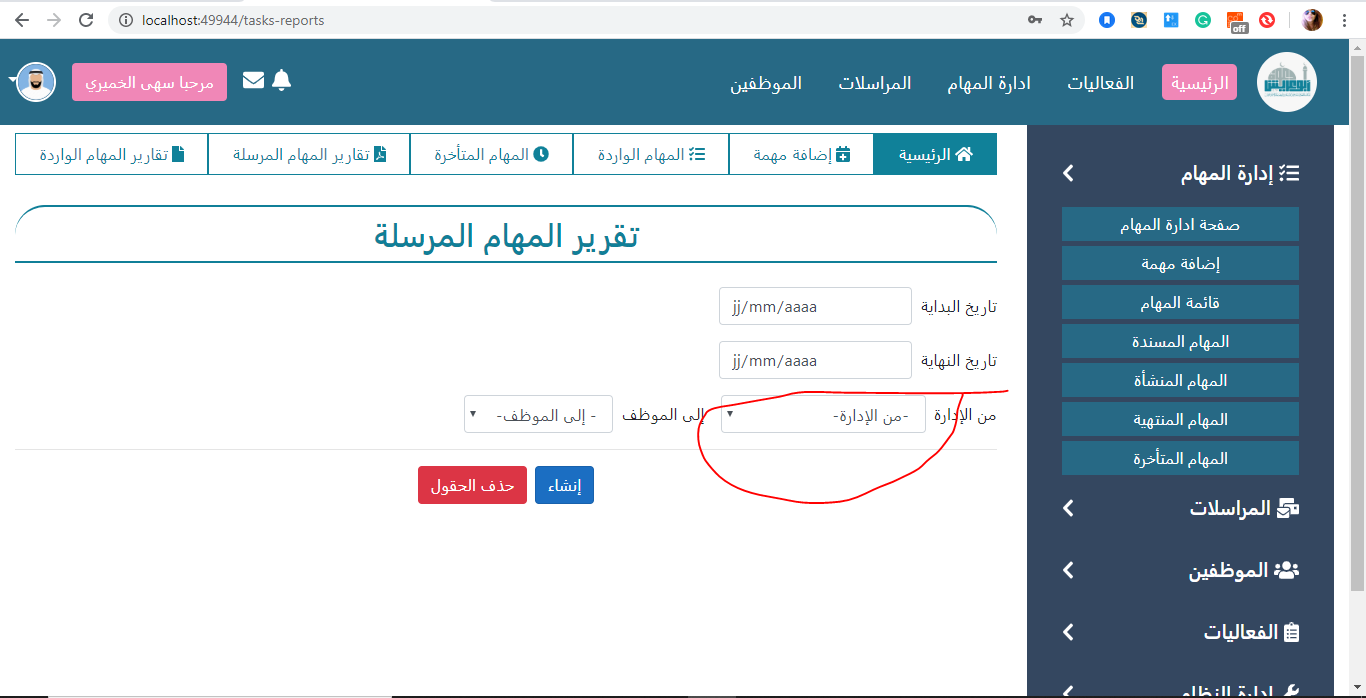 localhost:49944/tasks-reports
off
الرئيسية
الفعاليات
ادارة المهام
المراسلات
الموظفين
مرحبا سهى الخميري
الرئيسية
إضافة مهمة
المهام الواردة
المهام المتأخرة
تقارير المهام المرسلة
تقارير المهام الواردة
إدارة المهام
صفحة ادارة المهام
إضافة مهمة
قائمة المهام
المهام المسندة
المهام المنشأة
المهام المنتهية
المهام المتأخرة
المراسلات
الموظفين
الفعاليات
إدارة النظام
تقرير المهام المرسلة
تاريخ البداية jj/mm/aaaa
تاريخ النهاية jj/mm/aaaa
من الإدارة -من الإدارة- إلى الموظف - إلى الموظف-
إنشاء حذف الحقول